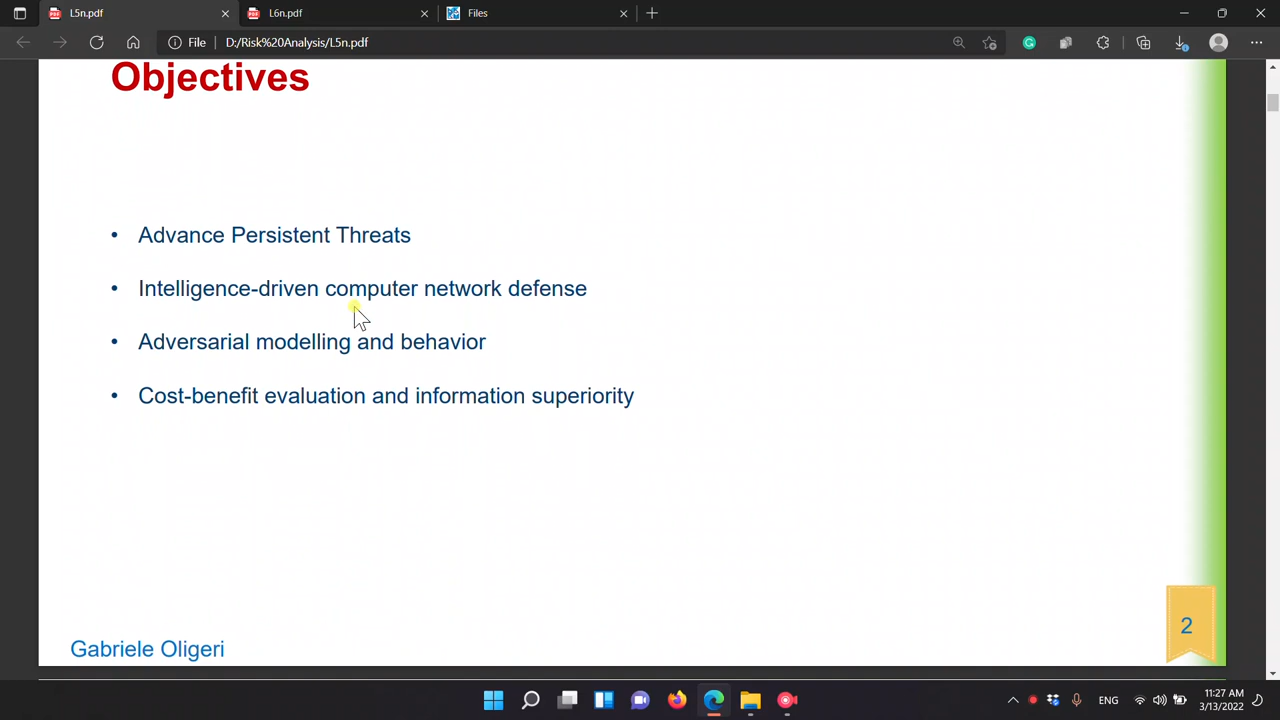 L5n.pdf
L6n.pdf
Files
File
D:/Risk%20Analysis/L5n.pdf
Objectives
• Advance Persistent Threats
• Intelligence-driven computer network defense
• Adversarial modelling and behavior
• Cost-benefit evaluation and information superiority
2
Gabriele Oligeri
ENG
11:27 AM
3/13/2022